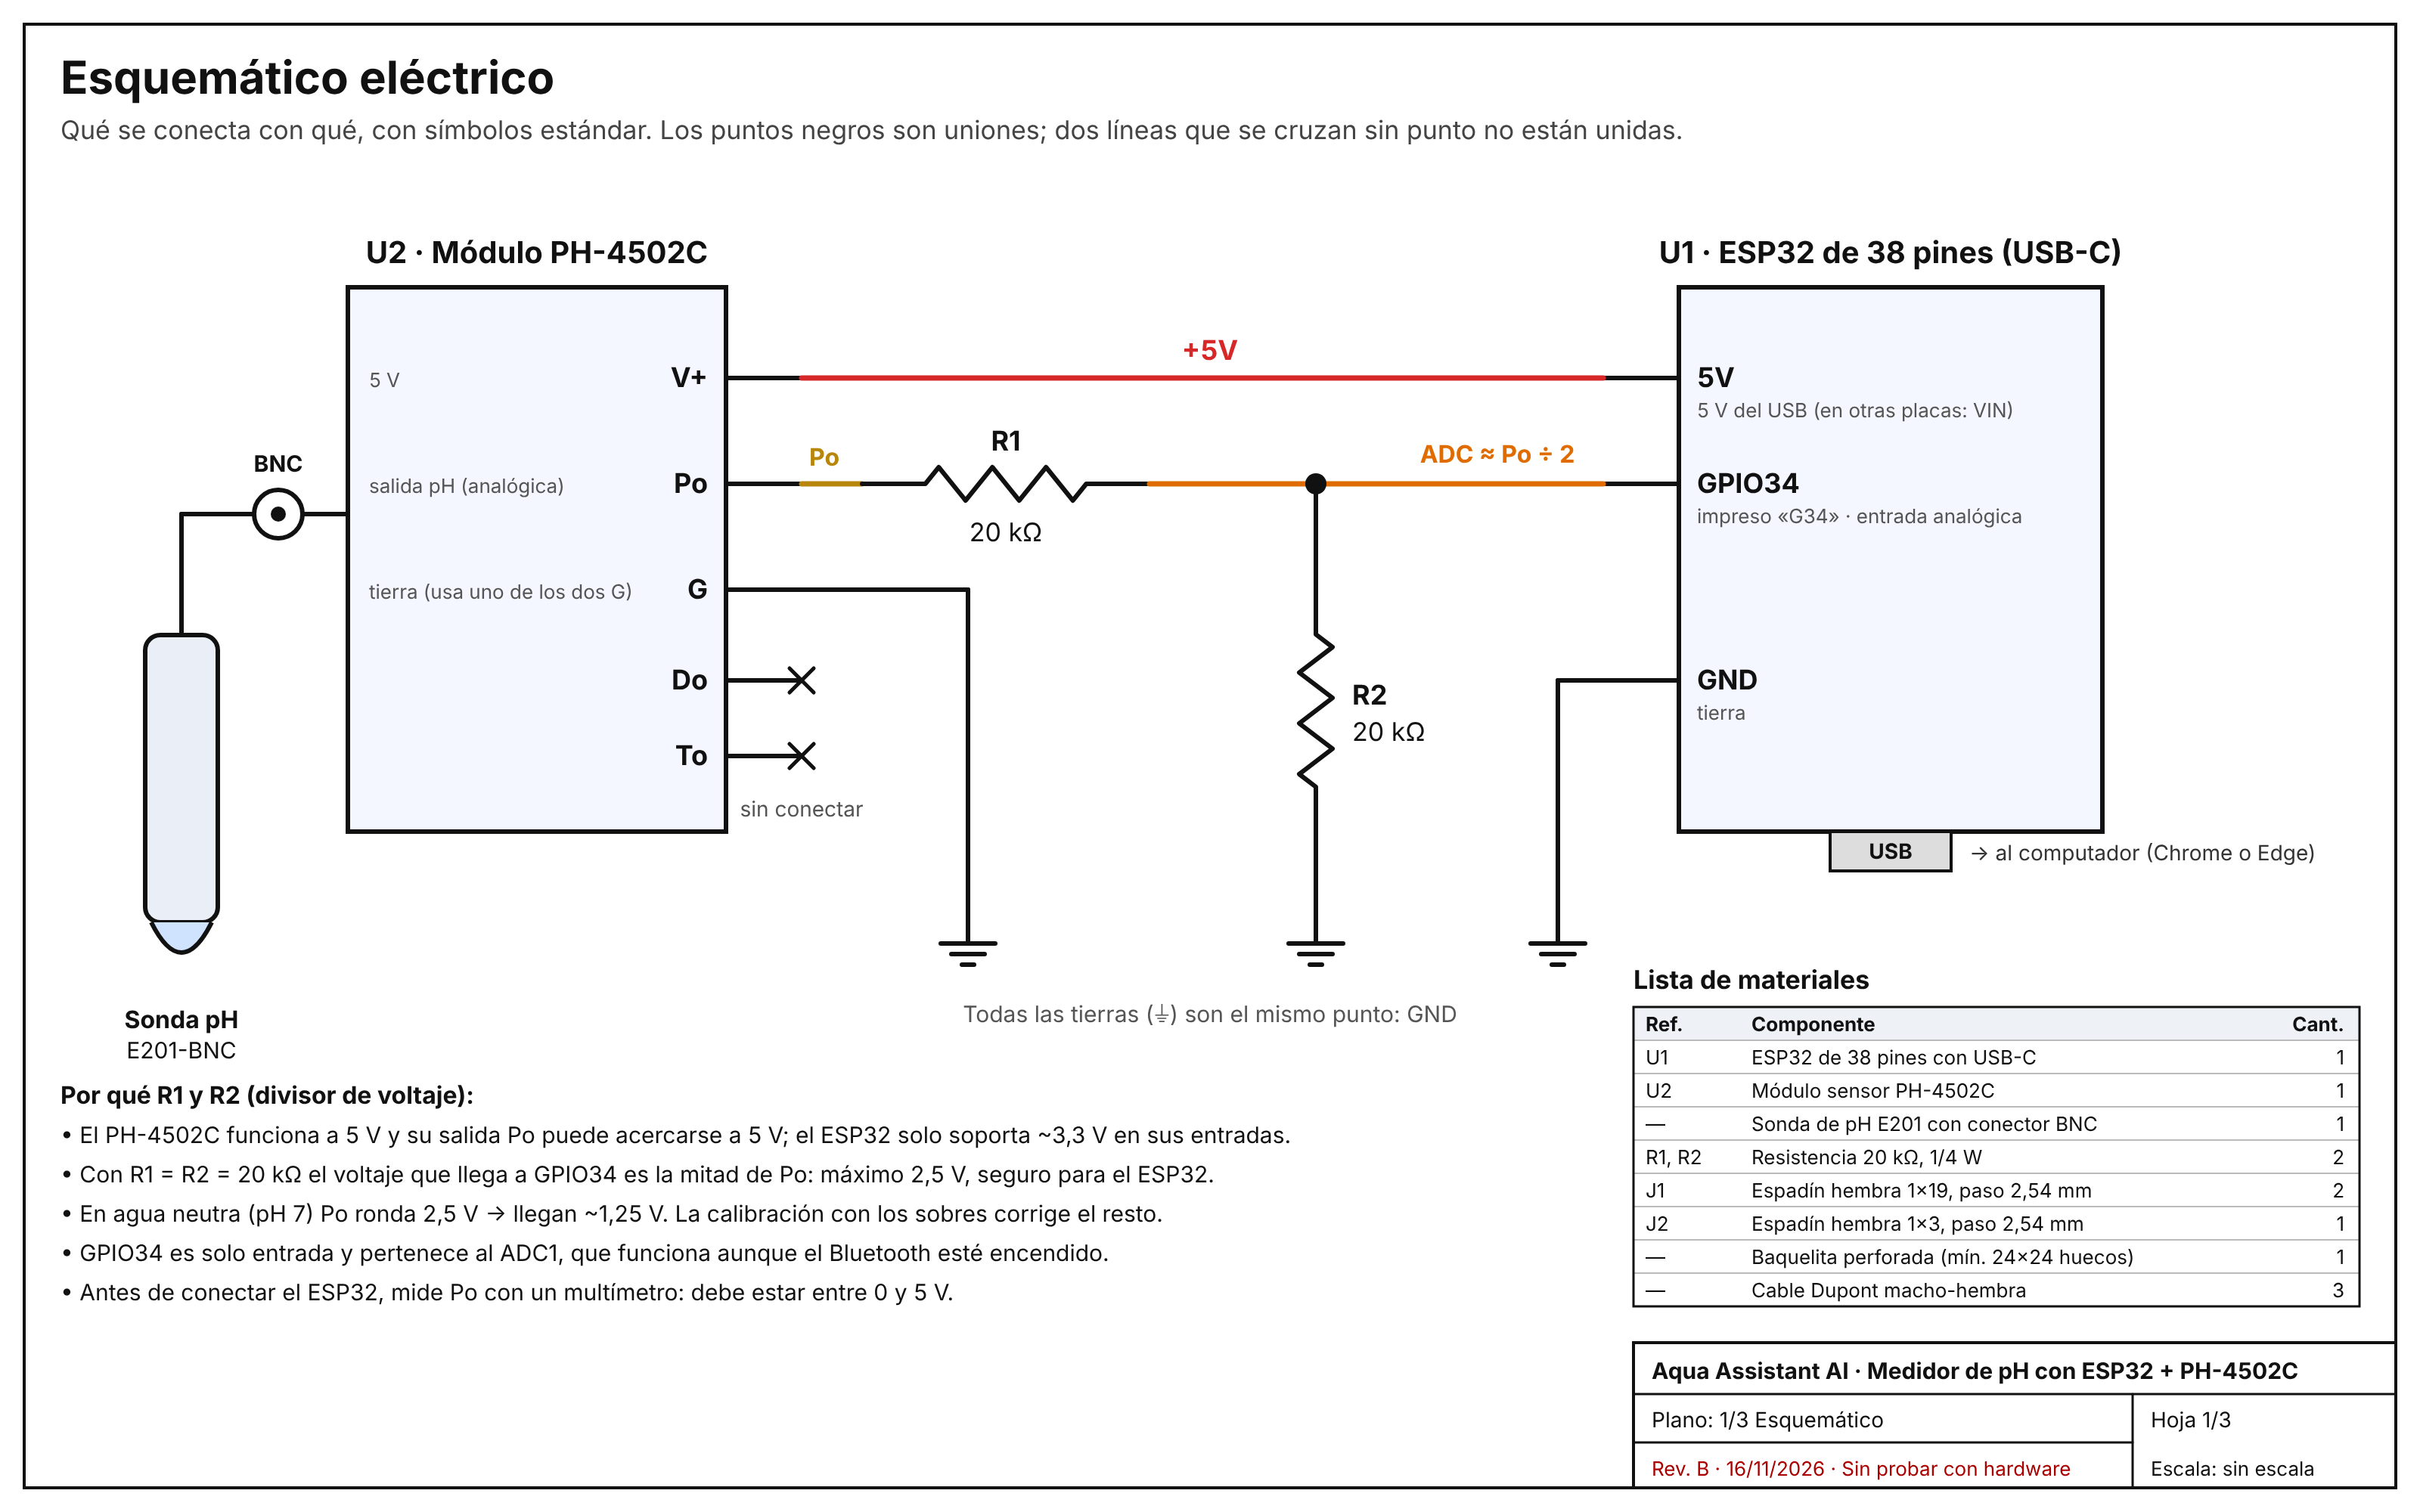 Esquemático eléctrico
Qué se conecta con qué, con símbolos estándar. Los puntos negros son uniones; dos líneas que se cruzan sin punto no están unidas.
U2 · Módulo PH-4502C
U1 · ESP32 de 38 pines (USB-C)
+5V
5 V
V+
5V
5 V del USB (en otras placas: VIN)
BNC
salida pH (analógica)
Po
Po
R1
20 kΩ
ADC ≈ Po ÷ 2
GPIO34
impreso «G34» · entrada analógica
tierra (usa uno de los dos G)
G
Do
To
sin conectar
R2
20 kΩ
GND
tierra
USB
→ al computador (Chrome o Edge)
Sonda pH
E201-BNC
Todas las tierras (⏚) son el mismo punto: GND
Por qué R1 y R2 (divisor de voltaje):
• El PH-4502C funciona a 5 V y su salida Po puede acercarse a 5 V; el ESP32 solo soporta ~3,3 V en sus entradas.
• Con R1 = R2 = 20 kΩ el voltaje que llega a GPIO34 es la mitad de Po: máximo 2,5 V, seguro para el ESP32.
• En agua neutra (pH 7) Po ronda 2,5 V → llegan ~1,25 V. La calibración con los sobres corrige el resto.
• GPIO34 es solo entrada y pertenece al ADC1, que funciona aunque el Bluetooth esté encendido.
• Antes de conectar el ESP32, mide Po con un multímetro: debe estar entre 0 y 5 V.
Lista de materiales
Ref. Componente Cant.
U1 ESP32 de 38 pines con USB-C 1
U2 Módulo sensor PH-4502C 1
— Sonda de pH E201 con conector BNC 1
R1, R2 Resistencia 20 kΩ, 1/4 W 2
J1 Espadín hembra 1×19, paso 2,54 mm 2
J2 Espadín hembra 1×3, paso 2,54 mm 1
— Baquelita perforada (mín. 24×24 huecos) 1
— Cable Dupont macho-hembra 3
Aqua Assistant AI · Medidor de pH con ESP32 + PH-4502C
Plano: 1/3 Esquemático
Hoja 1/3
Rev. B · 16/11/2026 · Sin probar con hardware
Escala: sin escala